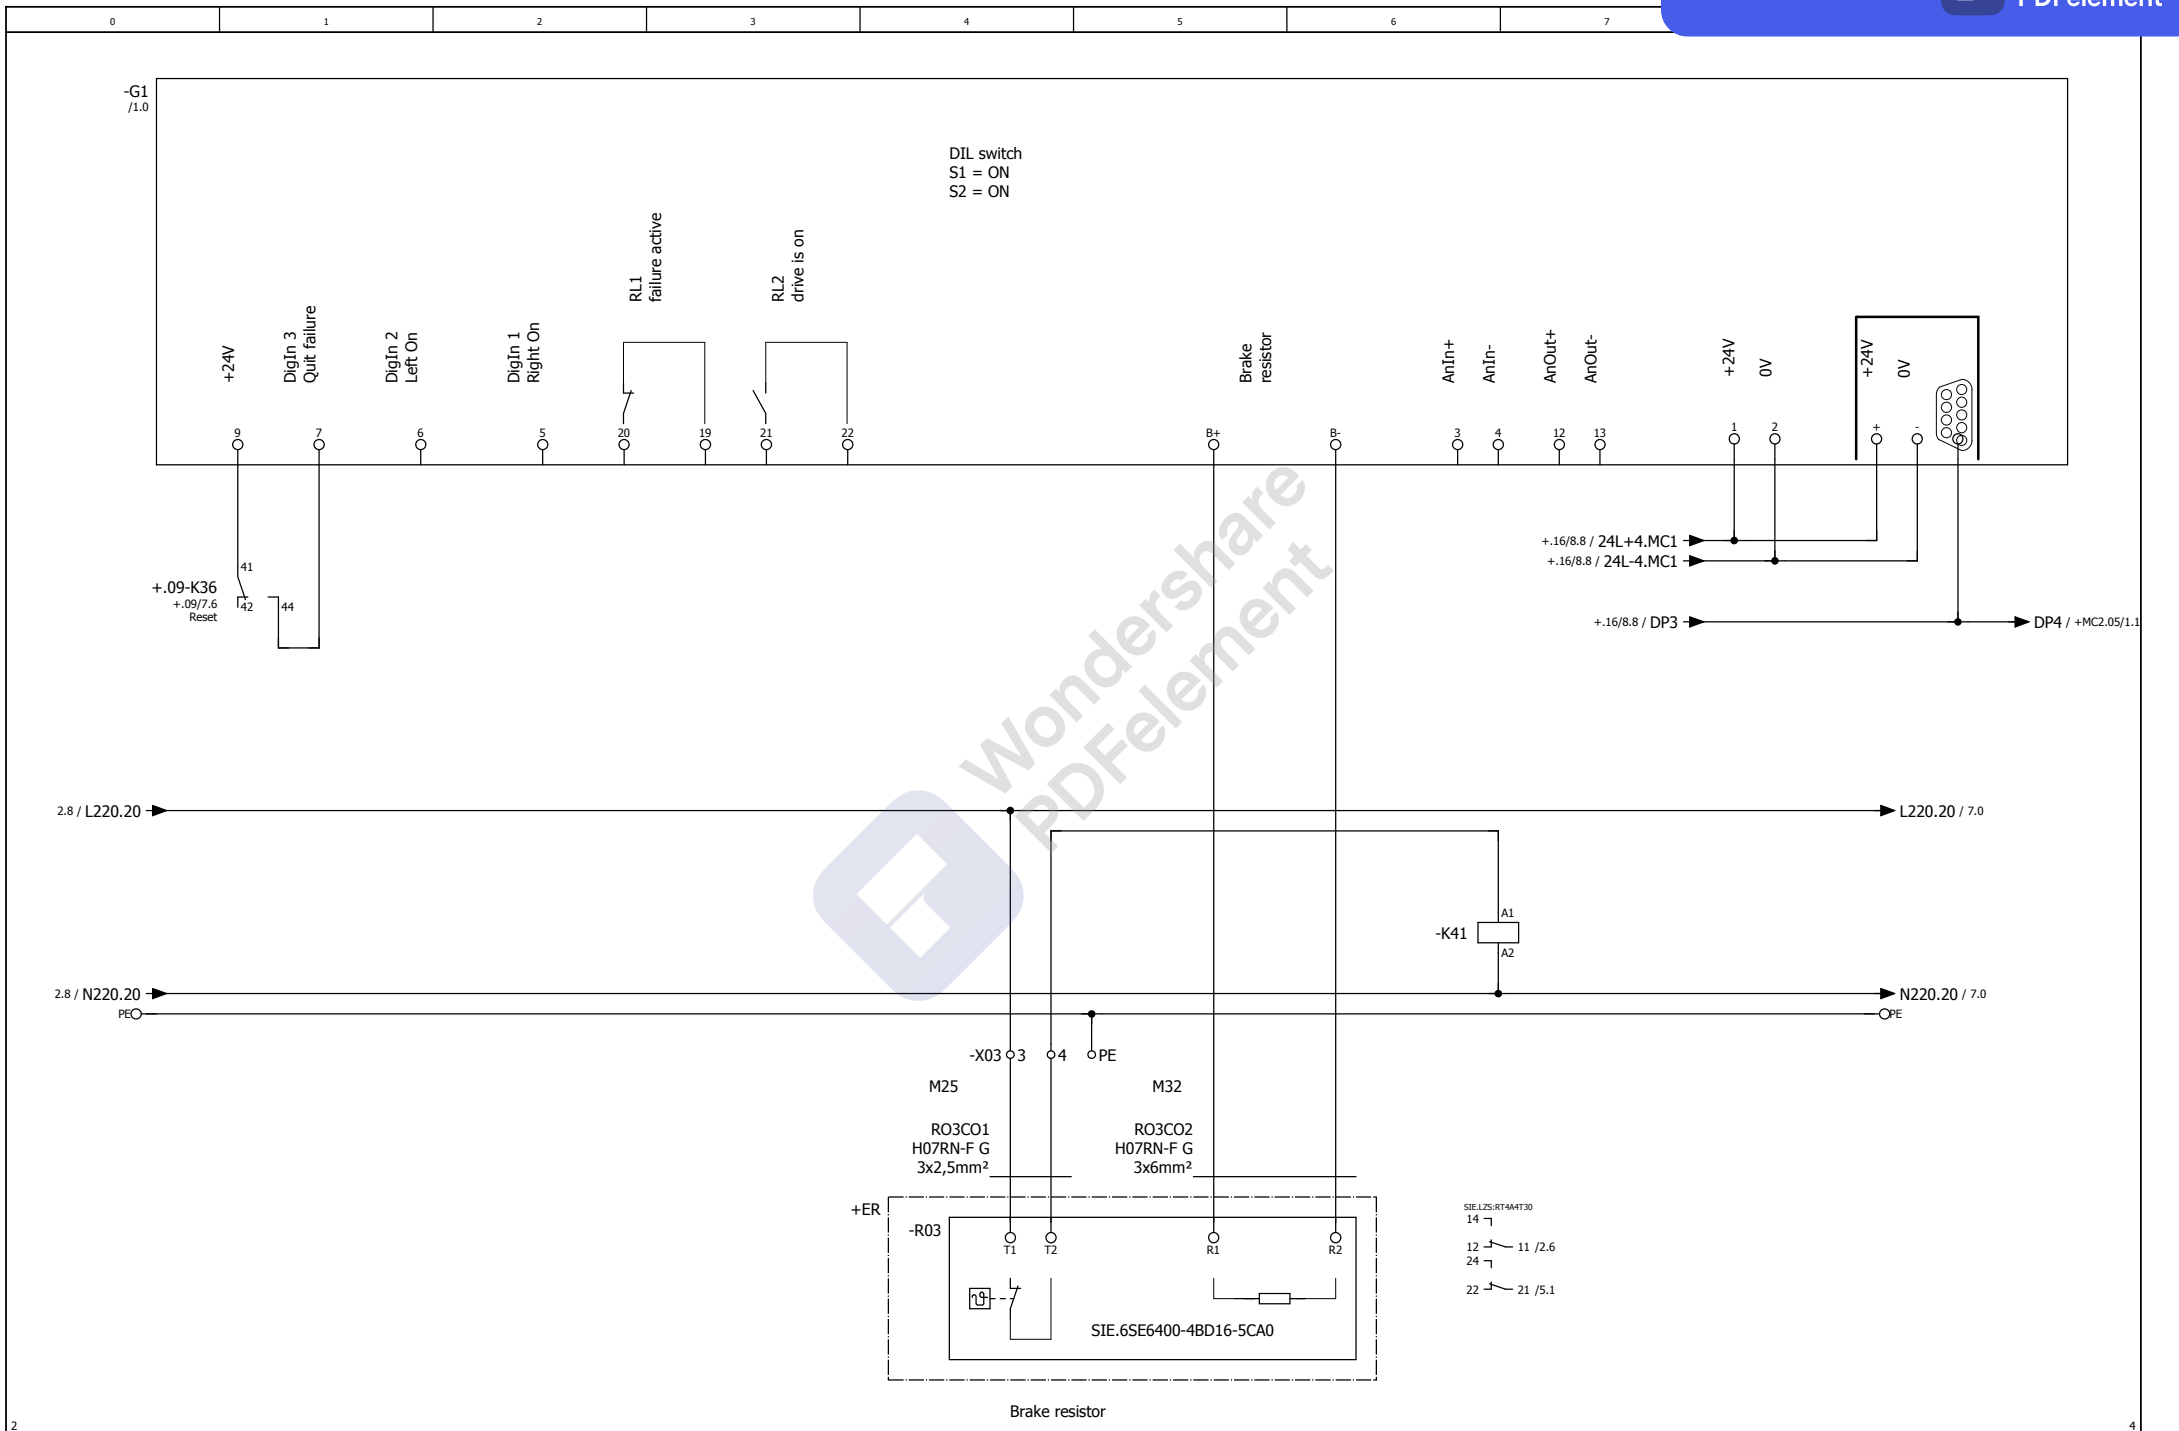 PDFelement
0 1 2 3 4 5 6 7
-G1
/1.0
DIL switch
S1 = ON
S2 = ON
+24V
DigIn 3
Quit failure
DigIn 2
Left On
DigIn 1
Right On
RL1
failure active
RL2
drive is on
Brake
resistor
AnIn+
AnIn-
AnOut+
AnOut-
+24V
0V
+24V
0V
9 7 6 5 20 19 21 22 B+ B- 3 4 12 13 1 2 + -
Wondershare
PDFelement
+.16/8.8 / 24L+4.MC1
+.16/8.8 / 24L-4.MC1
41
+.09-K36
+.09/7.6
Reset
42 44
+.16/8.8 / DP3
DP4 / +MC2.05/1.1
2.8 / L220.20
L220.20 / 7.0
A1
-K41
A2
2.8 / N220.20
N220.20 / 7.0
PE
PE
-X03 3 4 PE
M25
M32
RO3CO1
H07RN-F G
3x2,5mm²
RO3CO2
H07RN-F G
3x6mm²
+ER
-R03
T1 T2 R1 R2
ϑ
SIE.6SE6400-4BD16-5CA0
SIE.LZS:RT4A4T30
14
12 11 /2.6
24
22 21 /5.1
Brake resistor
2
4